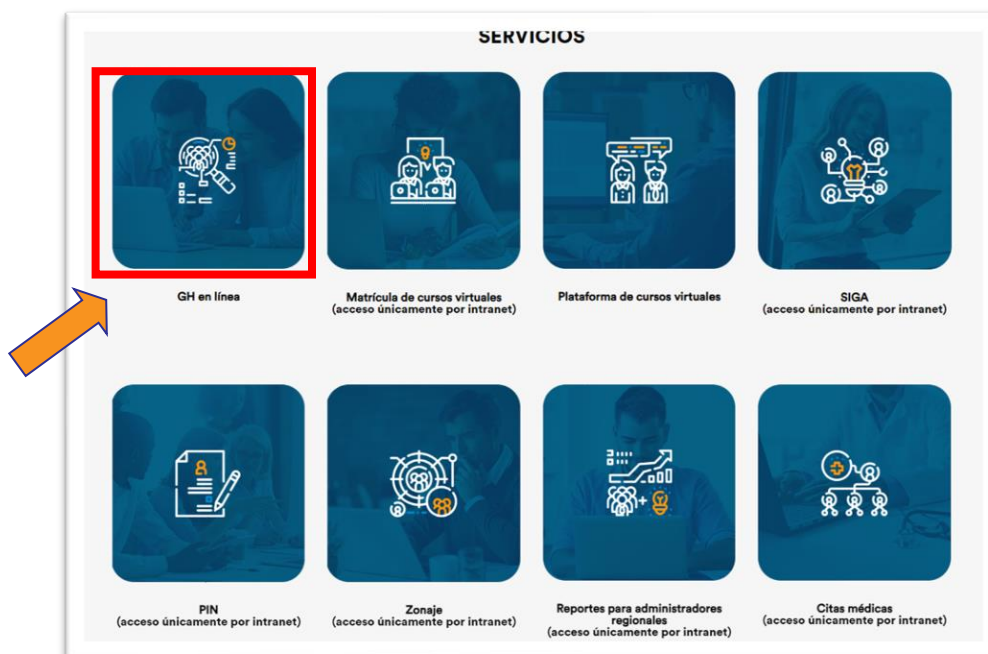 SERVICIOS
GH en línea
Matrícula de cursos virtuales
(acceso únicamente por intranet)
Plataforma de cursos virtuales
SIGA
(acceso únicamente por intranet)
PIN
(acceso únicamente por intranet)
Zonaje
(acceso únicamente por intranet)
Reportes para administradores
regionales
(acceso únicamente por intranet)
Citas médicas
(acceso únicamente por intranet)